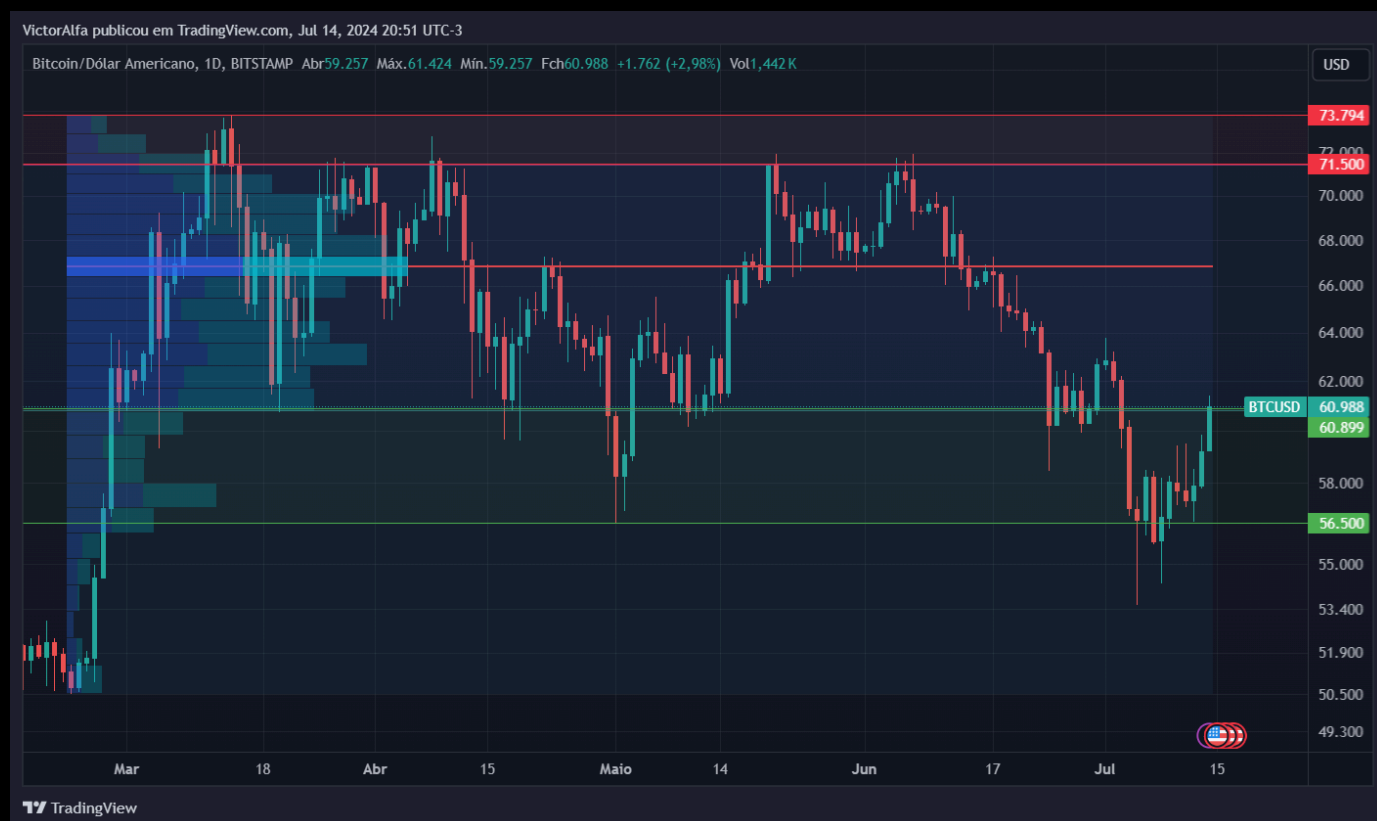 VictorAlfa publicou em TradingView.com, Jul 14, 2024 20:51 UTC-3
Bitcoin/Dólar Americano, 1D, BITSTAMP Abr59.257 Máx.61.424 Mín.59.257 Fch60.988 +1.762 (+2,98%) Vol1,442 K
USD
73.794
72.000
71.500
70.000
68.000
66.000
64.000
62.000
BTCUSD 60.988
60.899
58.000
56.500
55.000
53.400
51.900
50.500
49.300
Mar 18 Abr 15 Maio 14 Jun 17 Jul 15
TradingView